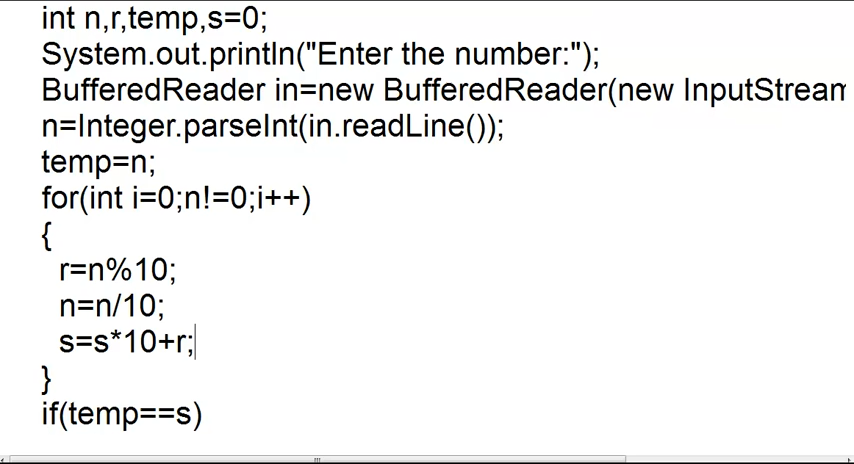 int n,r,temp,s=0;
System.out.println("Enter the number:");
BufferedReader in=new BufferedReader(new InputStream
n=Integer.parseInt(in.readLine());
temp=n;
for(int i=0;n!=0;i++)
{
r=n%10;
n=n/10;
s=s*10+r;
}
if(temp==s)